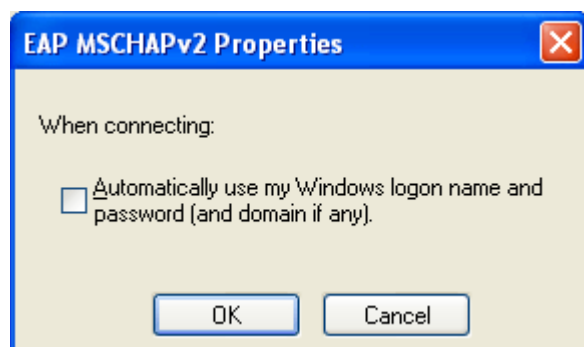 EAP MSCHAPv2 Properties
When connecting:
Automatically use my Windows logon name and
password (and domain if any).
OK
Cancel